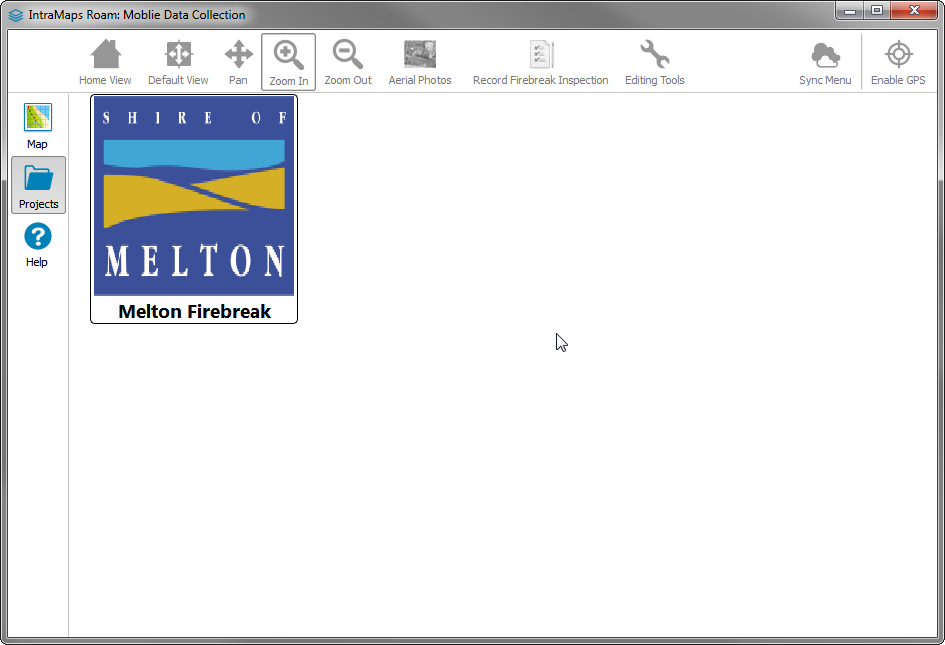 IntraMaps Roam: Moblie Data Collection
Home View
Default View
Pan
Zoom In
Zoom Out
Aerial Photos
Record Firebreak Inspection
Editing Tools
Sync Menu
Enable GPS
Map
Projects
Help
SHIRE OF
MELTON
Melton Firebreak